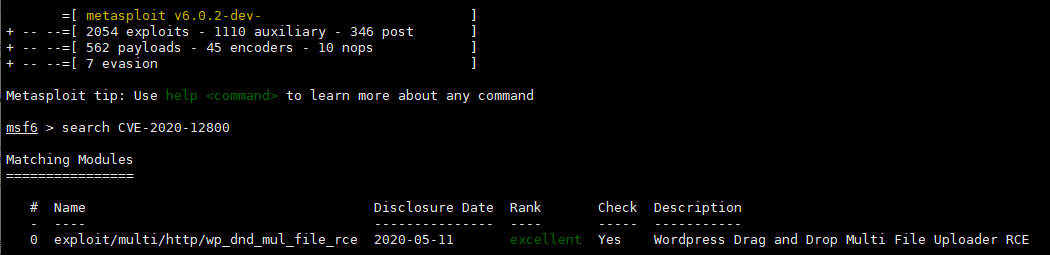 =[ metasploit v6.0.2-dev- ]
+ -- --=[ 2054 exploits - 1110 auxiliary - 346 post ]
+ -- --=[ 562 payloads - 45 encoders - 10 nops ]
+ -- --=[ 7 evasion ]
Metasploit tip: Use help <command> to learn more about any command
msf6 > search CVE-2020-12800
Matching Modules
================
# Name Disclosure Date Rank Check Description
- ---- --------------- ---- ----- -----------
0 exploit/multi/http/wp_dnd_mul_file_rce 2020-05-11 excellent Yes Wordpress Drag and Drop Multi File Uploader RCE